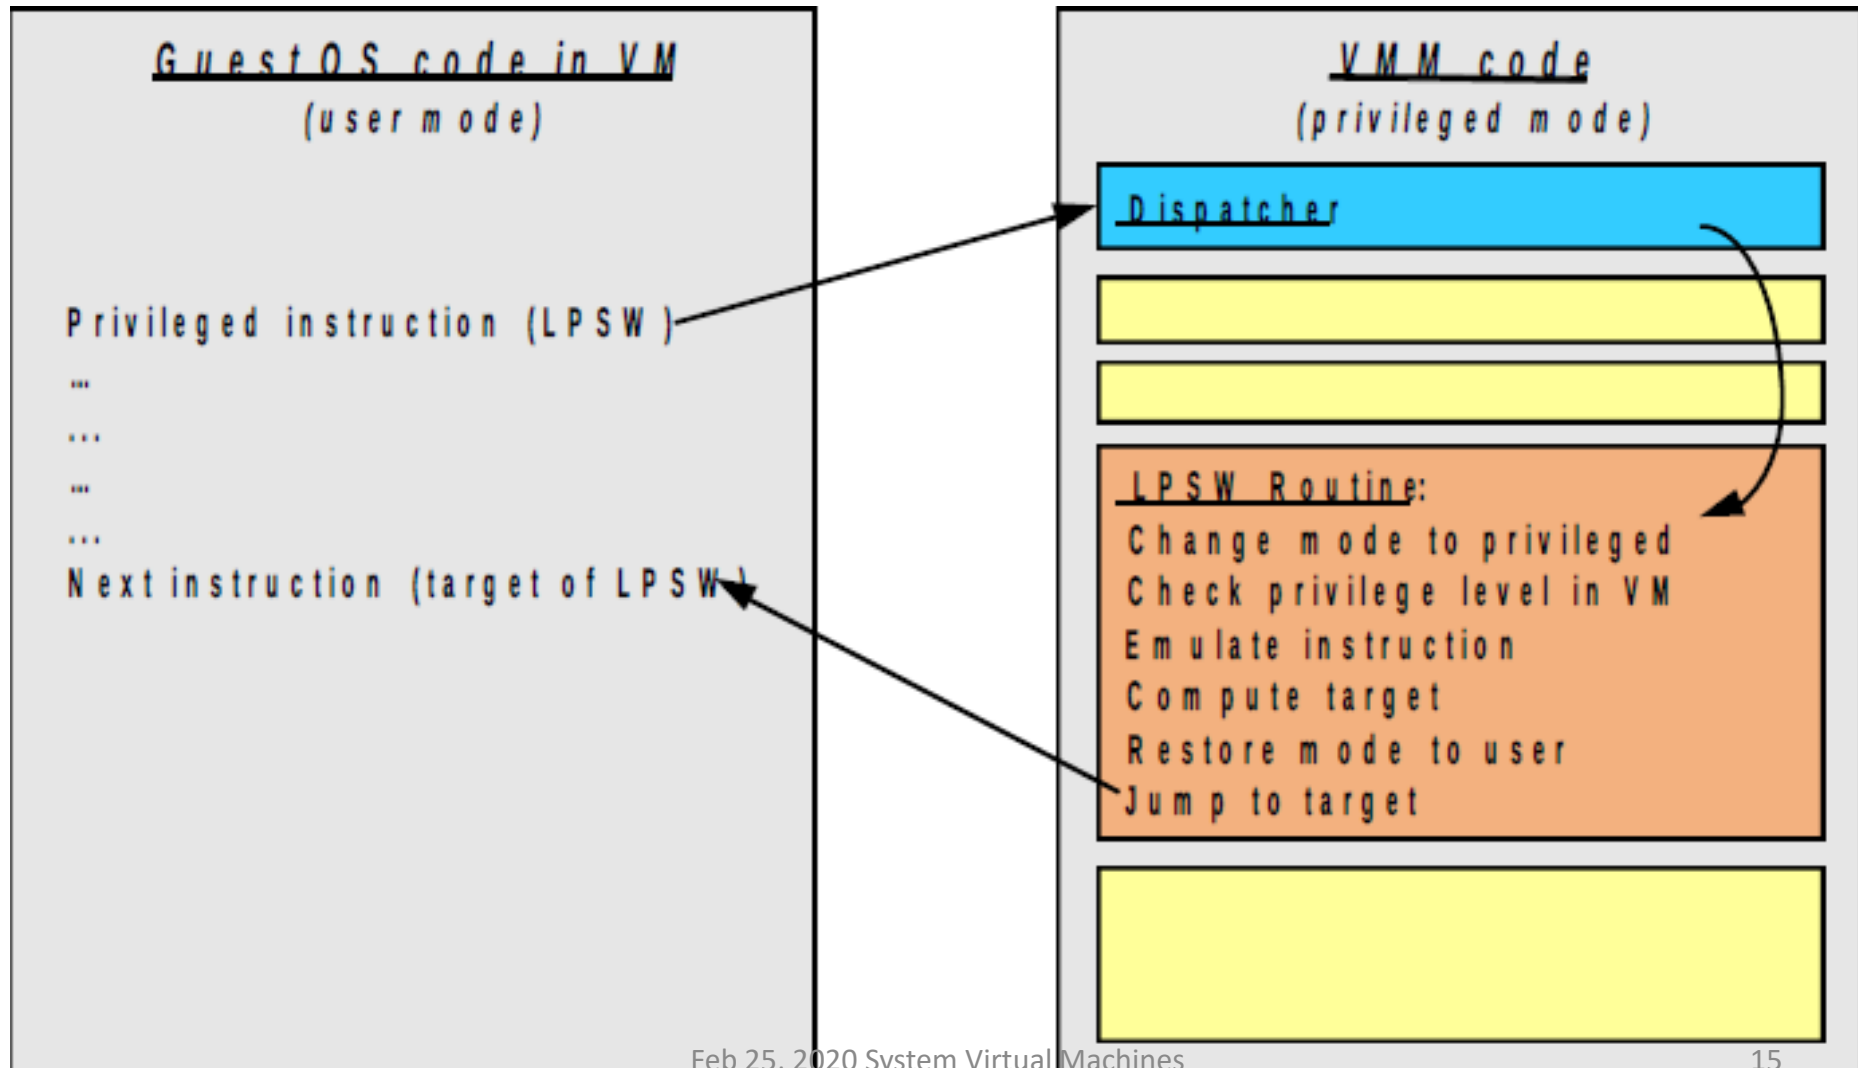 GuestOS code in VM
(user mode)
Privileged instruction (LPSW)
...
...
...
...
Next instruction (target of LPSW)
VMM code
(privileged mode)
Dispatcher
LPSW Routine:
Change mode to privileged
Check privilege level in VM
Emulate instruction
Compute target
Restore mode to user
Jump to target
Feb 25, 2020 System Virtual Machines
15